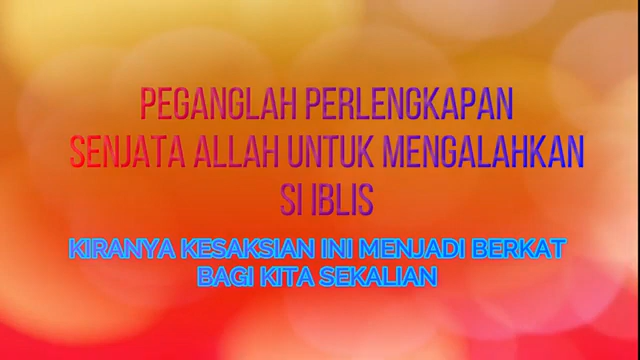 PEGANGLAH PERLENGKAPAN
SENJATA ALLAH UNTUK MENGALAHKAN
SI IBLIS
KIRANYA KESAKSIAN INI MENJADI BERKAT
BAGI KITA SEKALIAN